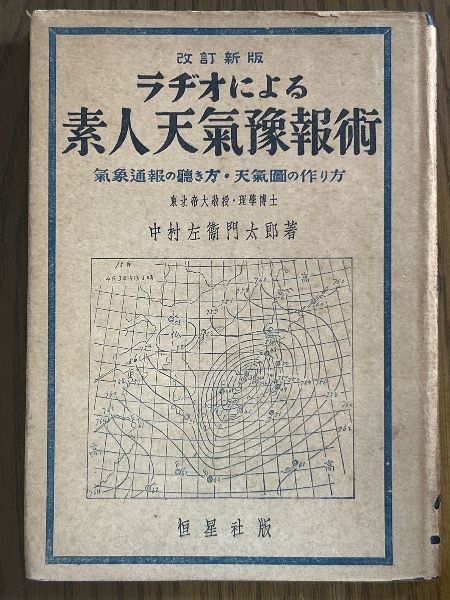 改訂新版
ラヂオによる
素人天氣豫報術
氣象通報の聽き方・天氣圖の作り方
東北帝大敎授・理學博士
中村左衞門太郎著
恒星社版